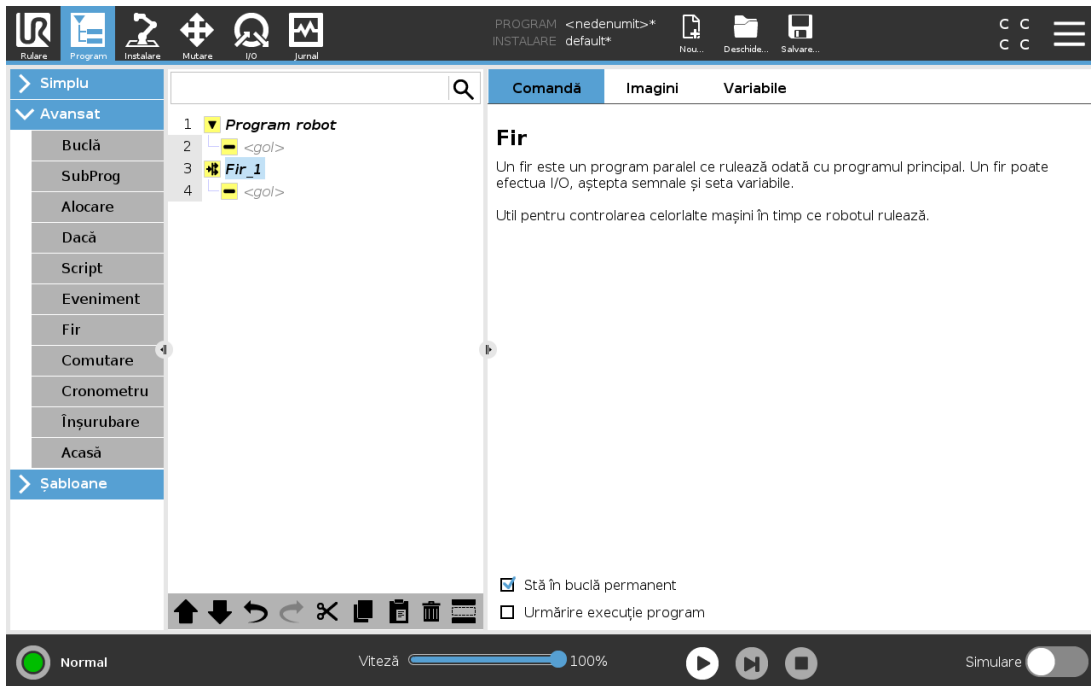 UR
Rulare
Program
Instalare
Mutare
I/O
Jurnal
PROGRAM <nedenumit>*
INSTALARE default*
Nou...
Deschide...
Salvare...
C C
C C
Simplu
Avansat
Buclă
SubProg
Alocare
Dacă
Script
Eveniment
Fir
Comutare
Cronometru
Înșurubare
Acasă
Șabloane
1 Program robot
2 <gol>
3 Fir_1
4 <gol>
Comandă Imagini Variabile
Fir
Un fir este un program paralel ce rulează odată cu programul principal. Un fir poate
efectua I/O, aștepta semnale și seta variabile.
Util pentru controlarea celorlalte mașini în timp ce robotul rulează.
Stă în buclă permanent
Urmărire execuție program
Normal
Viteză 100%
Simulare